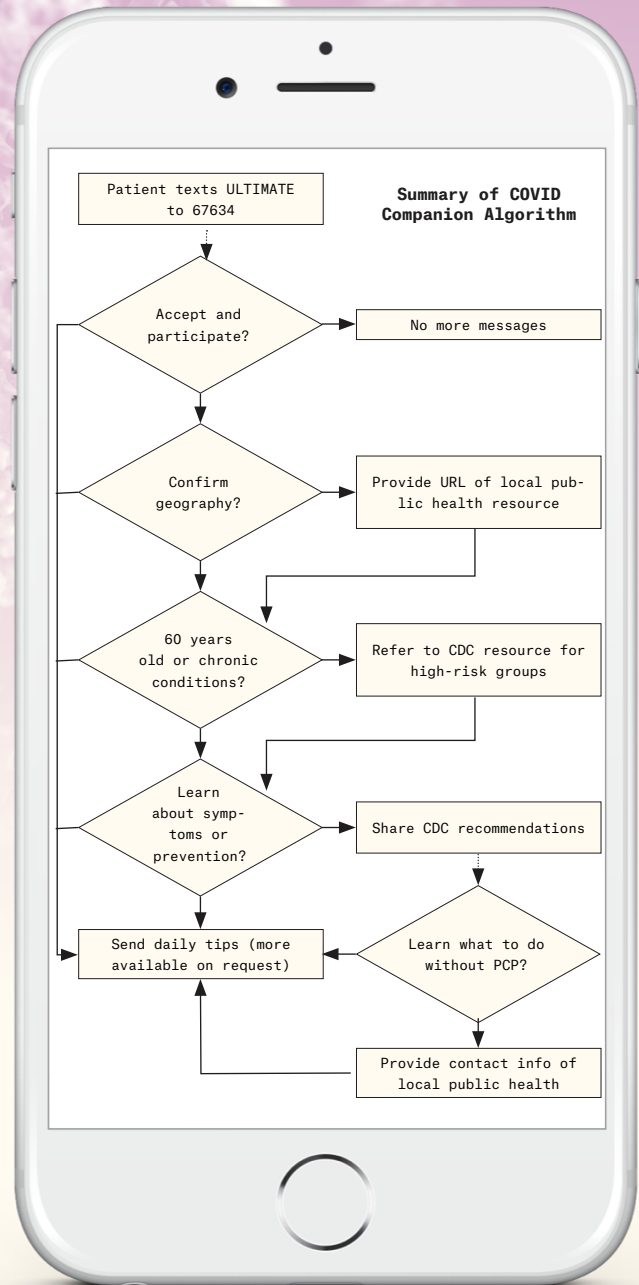 Patient texts ULTIMATE
to 67634
Summary of COVID
Companion Algorithm
Accept and
participate?
No more messages
Confirm
geography?
Provide URL of local pub-
lic health resource
60 years
old or chronic
conditions?
Refer to CDC resource for
high-risk groups
Learn
about symp-
toms or
prevention?
Share CDC recommendations
Send daily tips (more
available on request)
Learn what to do
without PCP?
Provide contact info of
local public health